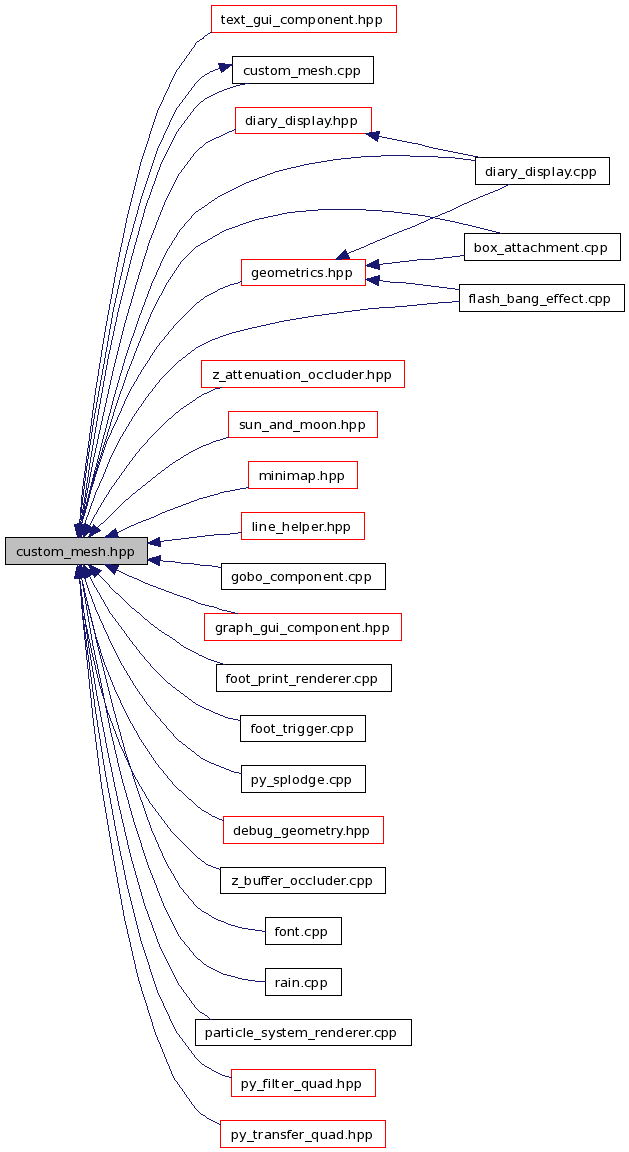 text_gui_component.hpp
custom_mesh.cpp
diary_display.hpp
diary_display.cpp
box_attachment.cpp
geometrics.hpp
flash_bang_effect.cpp
z_attenuation_occluder.hpp
sun_and_moon.hpp
minimap.hpp
line_helper.hpp
custom_mesh.hpp
gobo_component.cpp
graph_gui_component.hpp
foot_print_renderer.cpp
foot_trigger.cpp
py_splodge.cpp
debug_geometry.hpp
z_buffer_occluder.cpp
font.cpp
rain.cpp
particle_system_renderer.cpp
py_filter_quad.hpp
py_transfer_quad.hpp